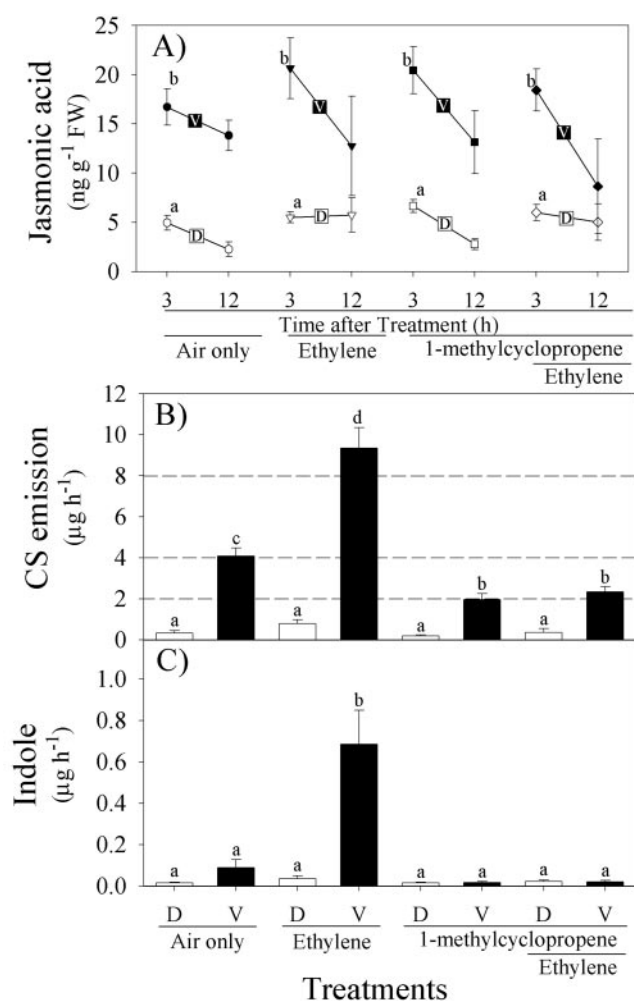 A)
Jasmonic acid
(ng g⁻¹ FW)
25
20
15
10
5
0
b
b
b
b
V
V
V
V
a
a
a
a
D
D
D
D
3 12 3 12 3 12 3 12
Time after Treatment (h)
Air only Ethylene 1-methylcyclopropene
Ethylene
B)
CS emission
(µg h⁻¹)
12
10
8
6
4
2
0
a c a d a b a b
C)
Indole
(µg h⁻¹)
1.0
0.8
0.6
0.4
0.2
0.0
a a a b a a a a
D V D V D V D V
Air only Ethylene 1-methylcyclopropene
Ethylene
Treatments